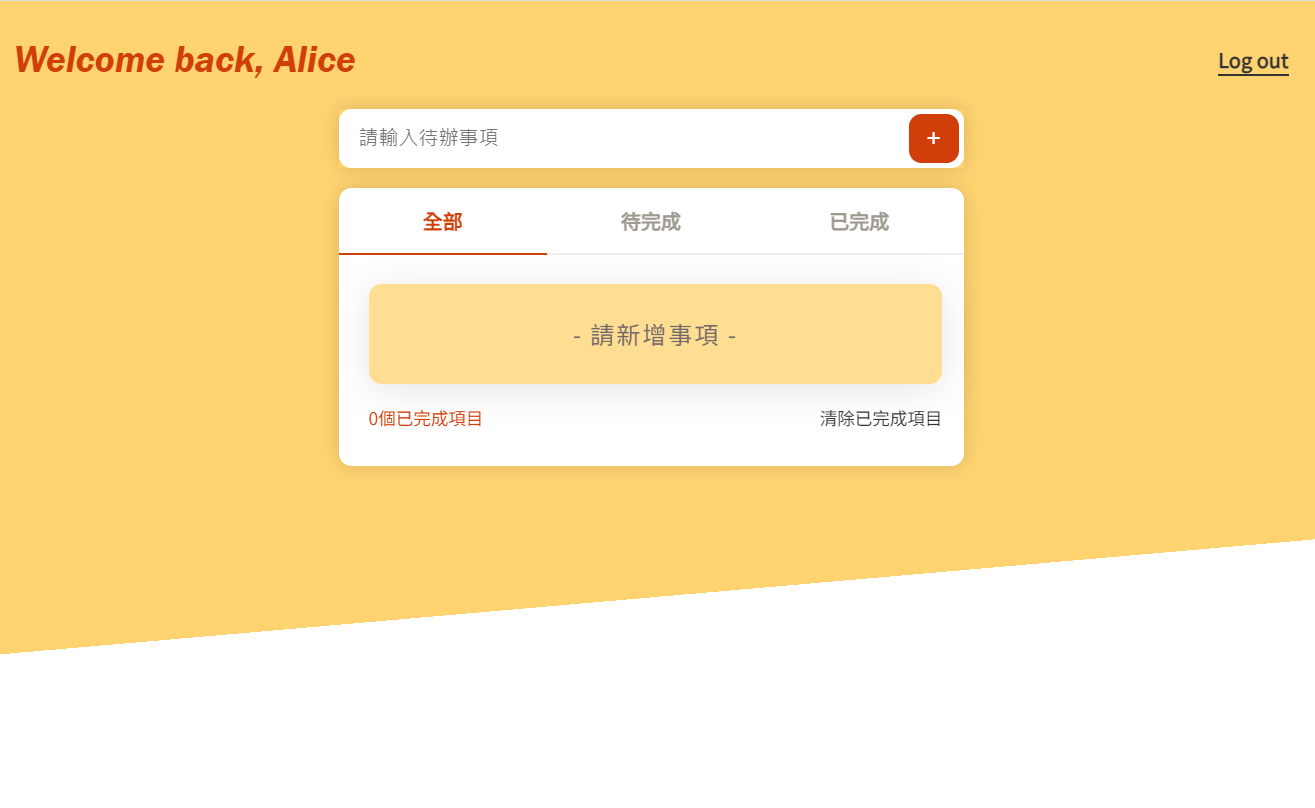 Welcome back, Alice
Log out
請輸入待辦事項
+
全部
待完成
已完成
- 請新增事項 -
0個已完成項目
清除已完成項目